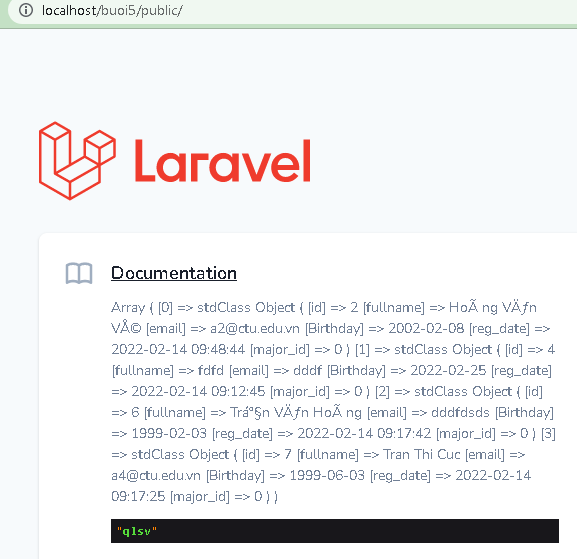 localhost/buoi5/public/
Laravel
Documentation
Array ( [0] => stdClass Object ( [id] => 2 [fullname] => HoÃ ng VÄƒn
VÅ© [email] => a2@ctu.edu.vn [Birthday] => 2002-02-08 [reg_date] =>
2022-02-14 09:48:44 [major_id] => 0 ) [1] => stdClass Object ( [id] => 4
[fullname] => fdfd [email] => dddf [Birthday] => 2022-02-25 [reg_date]
=> 2022-02-14 09:12:45 [major_id] => 0 ) [2] => stdClass Object ( [id]
=> 6 [fullname] => Tráº§n VÄƒn HoÃ ng [email] => dddfdsds [Birthday]
=> 1999-02-03 [reg_date] => 2022-02-14 09:17:42 [major_id] => 0 ) [3]
=> stdClass Object ( [id] => 7 [fullname] => Tran Thi Cuc [email] =>
a4@ctu.edu.vn [Birthday] => 1999-06-03 [reg_date] => 2022-02-14
09:17:25 [major_id] => 0 ) )
"qlsv"